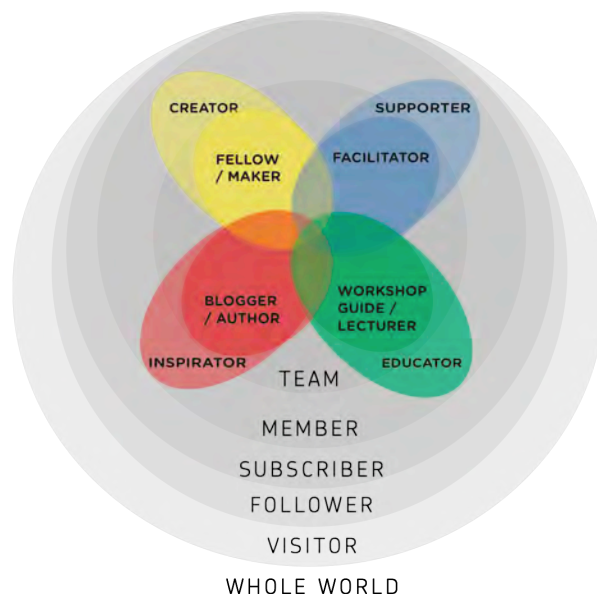 CREATOR
SUPPORTER
FELLOW
/ MAKER
FACILITATOR
BLOGGER
/ AUTHOR
WORKSHOP
GUIDE /
LECTURER
INSPIRATOR
EDUCATOR
TEAM
MEMBER
SUBSCRIBER
FOLLOWER
VISITOR
WHOLE WORLD